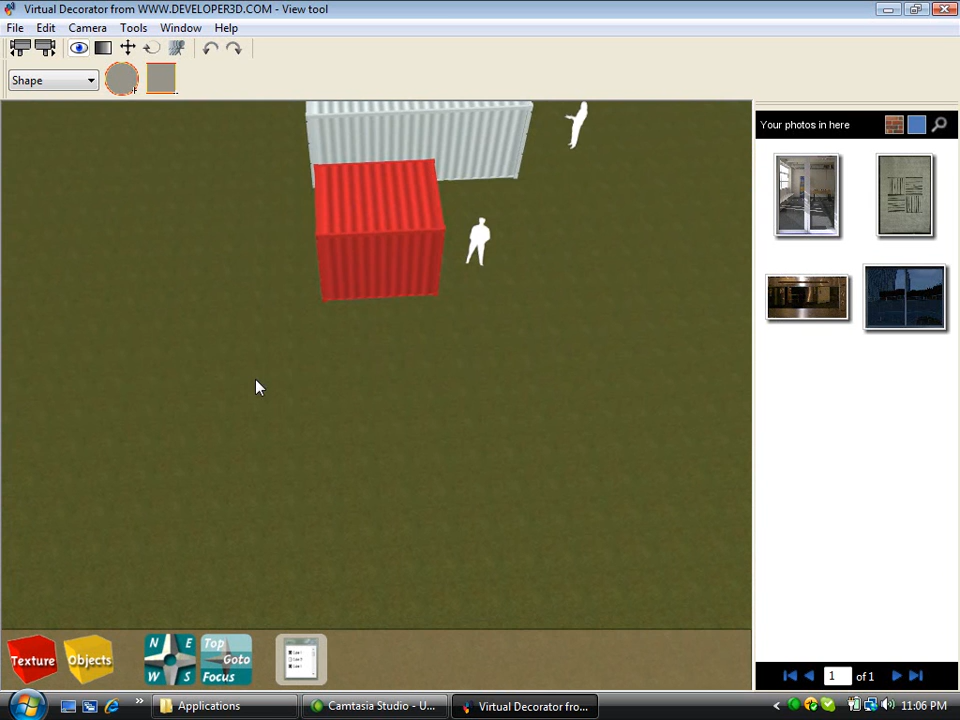 Virtual Decorator from WWW.DEVELOPER3D.COM - View tool
File Edit Camera Tools Window Help
Shape
Your photos in here
Texture
Objects
N E
W S
Top
Goto
Focus
1 of 1
Applications
Camtasia Studio - U...
Virtual Decorator fro...
11:06 PM